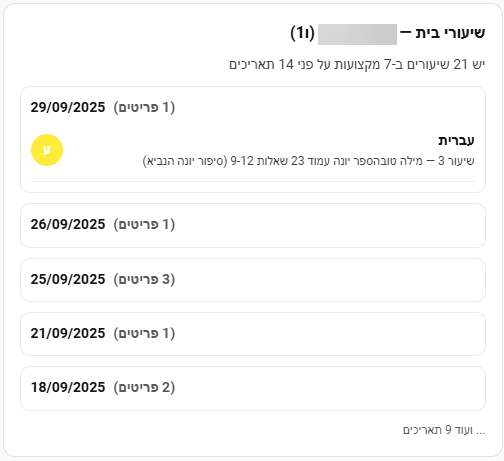 שיעורי בית — (ו1)
יש 21 שיעורים ב-7 מקצועות על פני 14 תאריכים
29/09/2025 (1 פריטים)
עברית
ע
שיעור 3 — מילה טובהספר יונה עמוד 23 שאלות 9-12 (סיפור יונה הנביא)
26/09/2025 (1 פריטים)
25/09/2025 (3 פריטים)
21/09/2025 (1 פריטים)
18/09/2025 (2 פריטים)
... ועוד 9 תאריכים